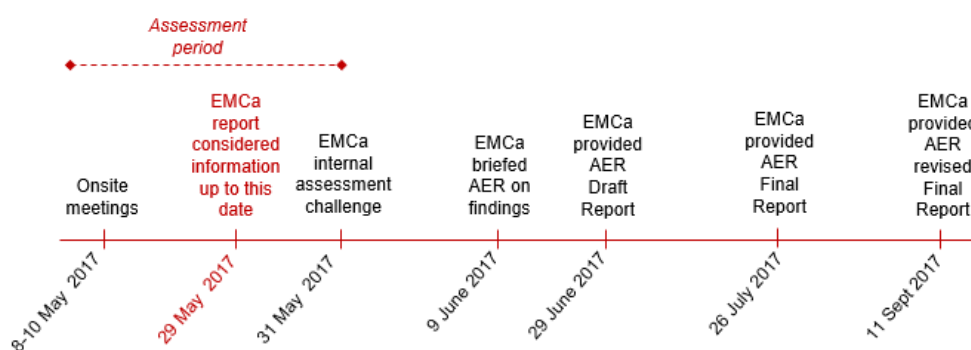 Assessment
period
EMCa
report
considered
information
up to this
date
Onsite
meetings
EMCa
internal
assessment
challenge
EMCa
briefed
AER on
findings
EMCa
provided
AER
Draft
Report
EMCa
provided
AER
Final
Report
EMCa
provided
AER
revised
Final
Report
8-10 May 2017
29 May 2017
31 May 2017
9 June 2017
29 June 2017
26 July 2017
11 Sept 2017